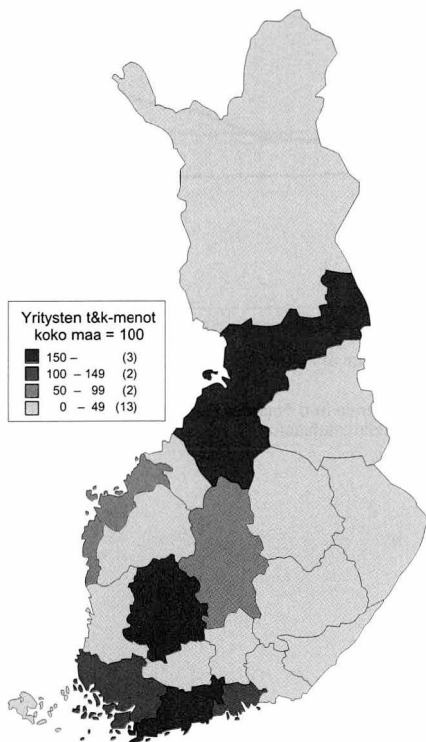 Yritysten t&k-menot
koko maa = 100
150 – (3)
100 – 149 (2)
50 – 99 (2)
0 – 49 (13)